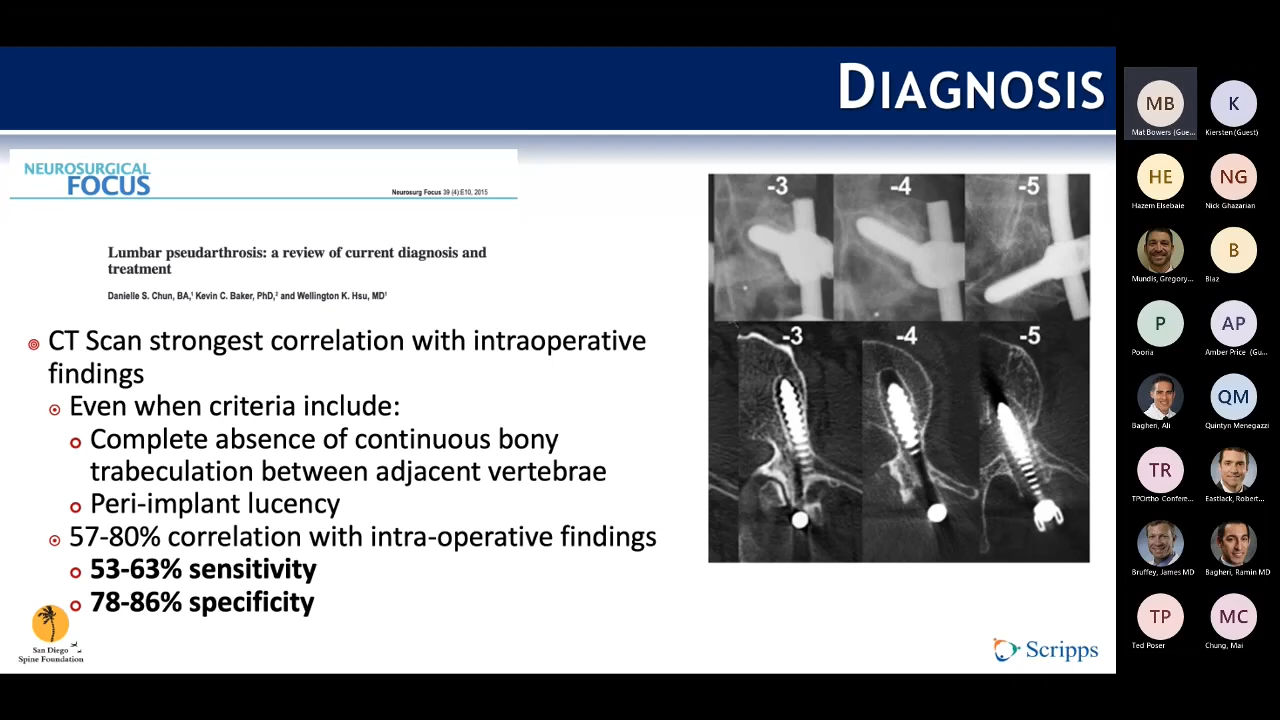 DIAGNOSIS
NEUROSURGICAL
FOCUS
Neurosurg Focus 39 (4):E10, 2015
Lumbar pseudarthrosis: a review of current diagnosis and
treatment
Danielle S. Chun, BA,¹ Kevin C. Baker, PhD,² and Wellington K. Hsu, MD¹
CT Scan strongest correlation with intraoperative
findings
Even when criteria include:
Complete absence of continuous bony
trabeculation between adjacent vertebrae
Peri-implant lucency
57-80% correlation with intra-operative findings
53-63% sensitivity
78-86% specificity
-3 -4 -5
-3 -4 -5
San Diego
Spine Foundation
Scripps
MB K
Mat Bowers (Gue... Kiersten (Guest)
HE NG
Hazem Elsebaie Nick Ghazarian
B
Mundis, Gregory... Blaz
P AP
Pooria Amber Price (Gu...
QM
Bagheri, Ali Quintyn Menegazzi
TR
TPOrtho Confere... Eastlack, Robert...
Bruffey, James MD Bagheri, Ramin MD
TP MC
Ted Poser Chung, Mai